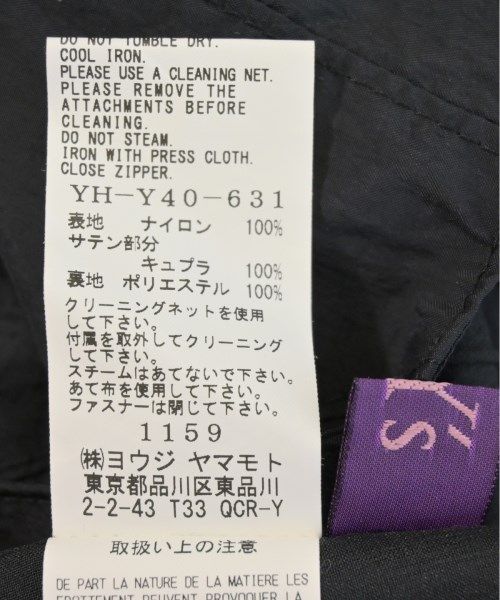 DO NOT TUMBLE DRY.
COOL IRON.
PLEASE USE A CLEANING NET.
PLEASE REMOVE THE
ATTACHMENTS BEFORE
CLEANING.
DO NOT STEAM.
IRON WITH PRESS CLOTH.
CLOSE ZIPPER.
YH-Y40-631
表地 ナイロン 100%
サテン部分
キュプラ 100%
裏地 ポリエステル 100%
クリーニングネットを使用
して下さい。
付属を取外してクリーニング
して下さい。
スチームはあてないで下さい。
あて布を使用して下さい。
ファスナーは閉じて下さい。
1159
㈱ヨウジ ヤマモト
東京都品川区東品川
2-2-43 T33 QCR-Y
取扱い上の注意
DE PART LA NATURE DE LA MATIERE LES
FROTTEMENT PEUVENT PROVOQUER LA
Y's